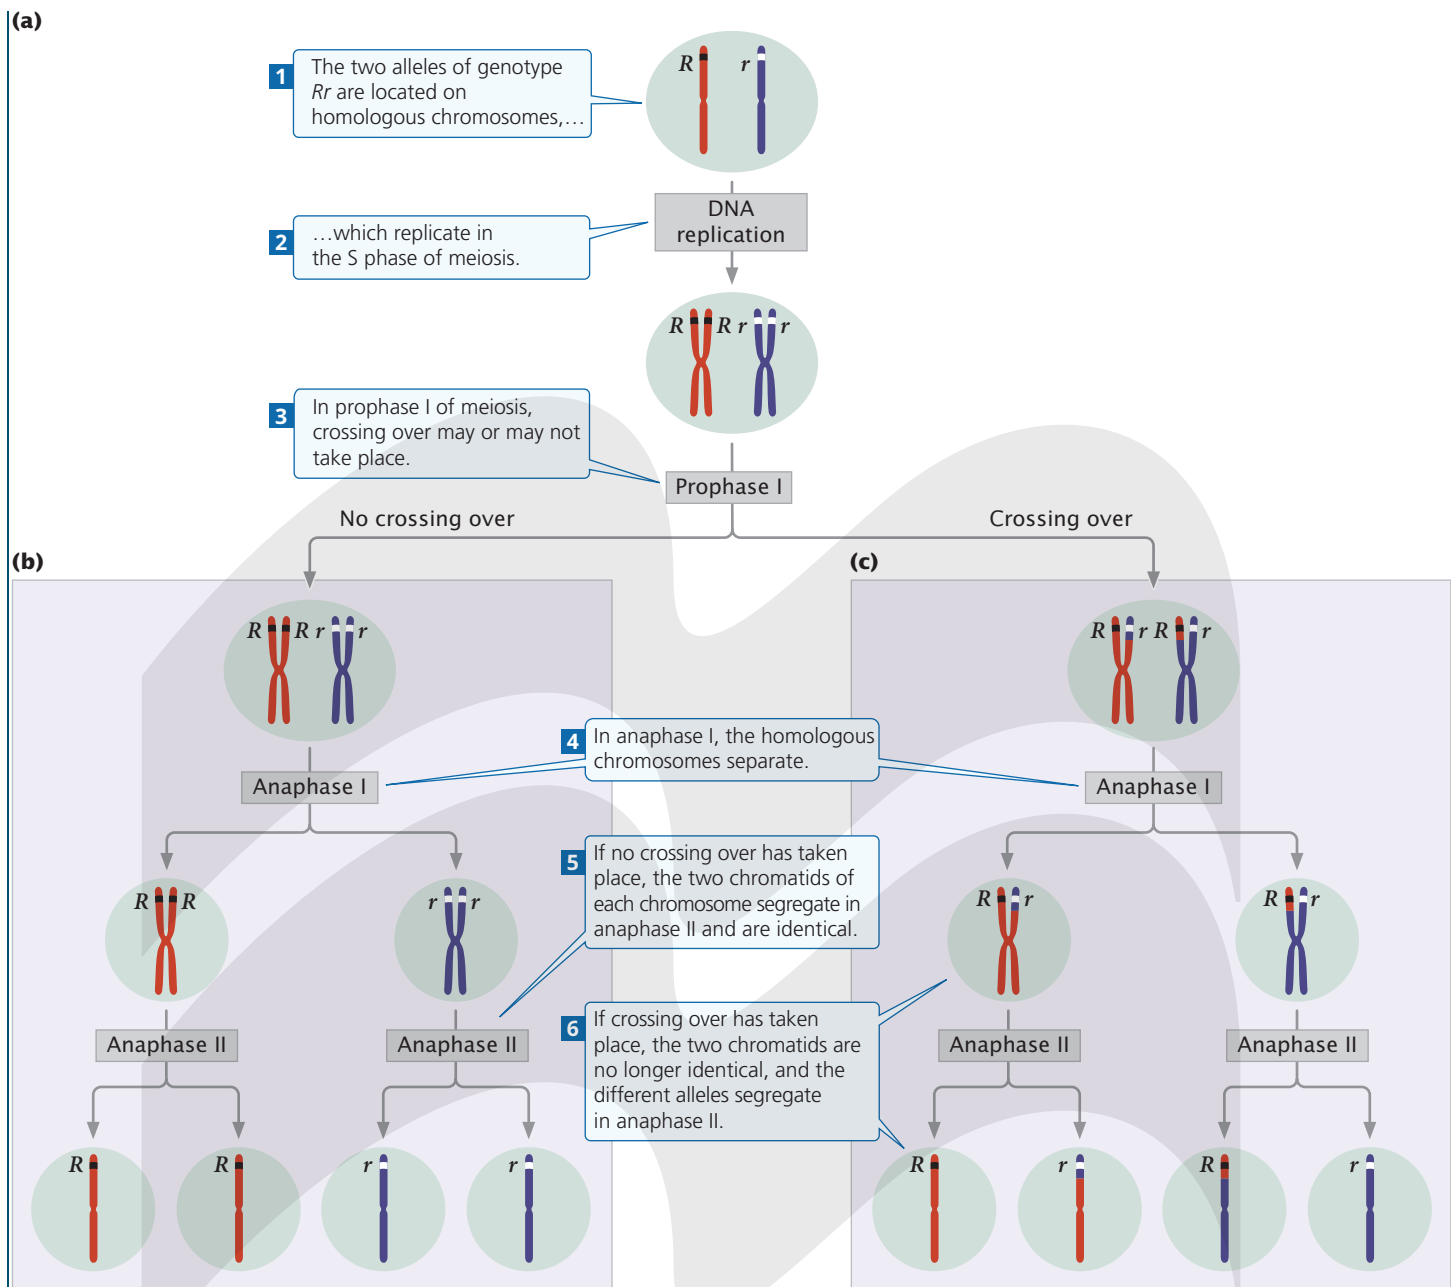 (a)
1
The two alleles of genotype
Rr are located on
homologous chromosomes,…
R r
DNA
replication
2
…which replicate in
the S phase of meiosis.
R R r r
3
In prophase I of meiosis,
crossing over may or may not
take place.
Prophase I
No crossing over
Crossing over
(b)
(c)
R R r r
R r R r
4
In anaphase I, the homologous
chromosomes separate.
Anaphase I
Anaphase I
5
If no crossing over has taken
place, the two chromatids of
each chromosome segregate in
anaphase II and are identical.
R R
r r
R r
R r
6
If crossing over has taken
place, the two chromatids are
no longer identical, and the
different alleles segregate
in anaphase II.
Anaphase II
Anaphase II
Anaphase II
Anaphase II
R
R
r
r
R
r
R
r